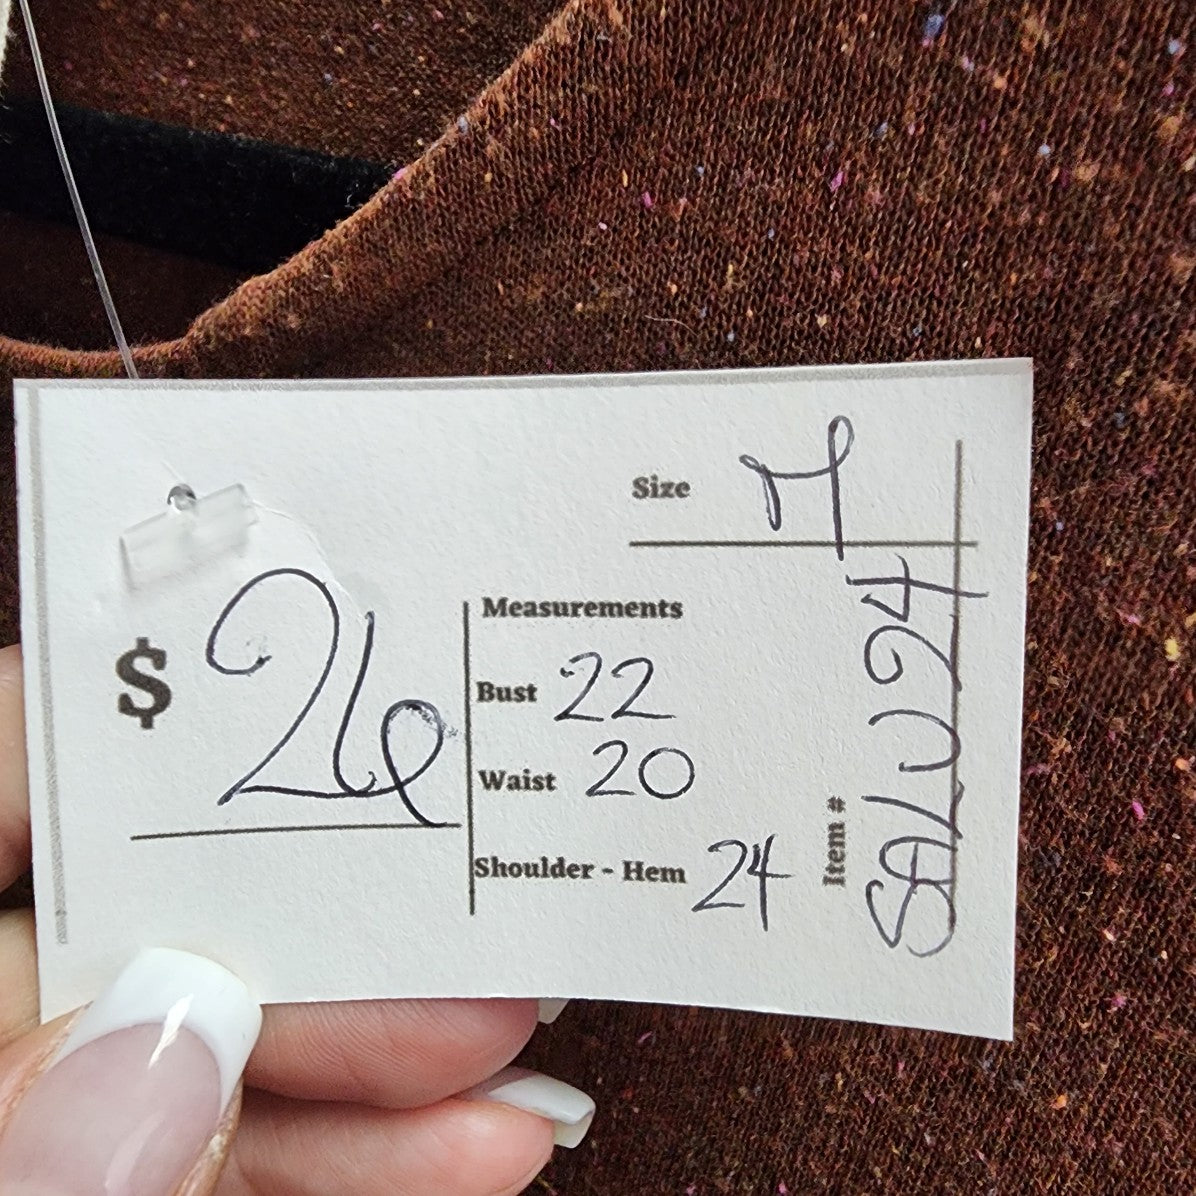 Size M
$ 26
Measurements
Bust 22
Waist 20
Shoulder - Hem 24
Item #